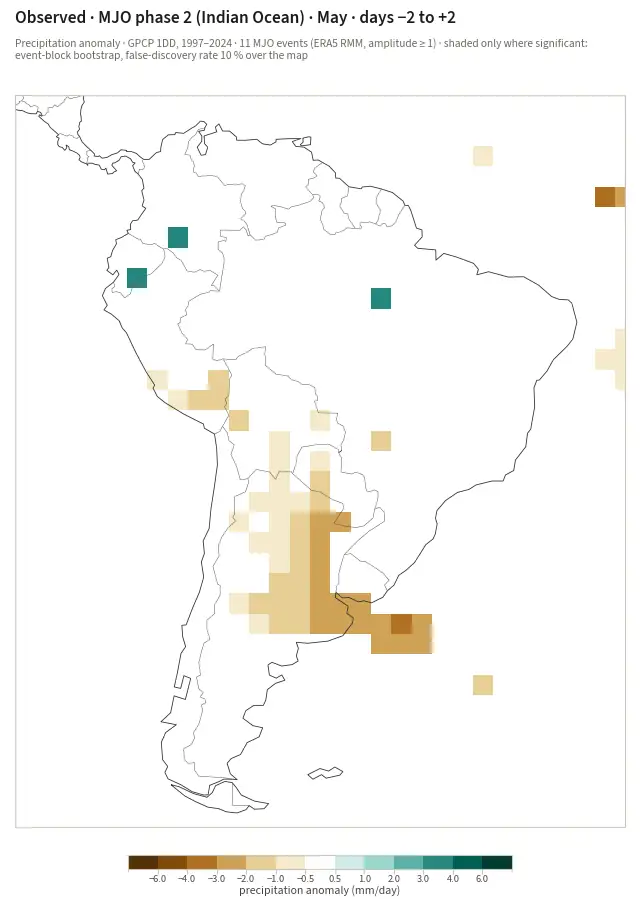 Observed · MJO phase 2 (Indian Ocean) · May · days −2 to +2
Precipitation anomaly · GPCP 1DD, 1997–2024 · 11 MJO events (ERA5 RMM, amplitude ≥ 1) · shaded only where significant:
event-block bootstrap, false-discovery rate 10 % over the map
−6.0 −4.0 −3.0 −2.0 −1.0 −0.5 0.5 1.0 2.0 3.0 4.0 6.0
precipitation anomaly (mm/day)